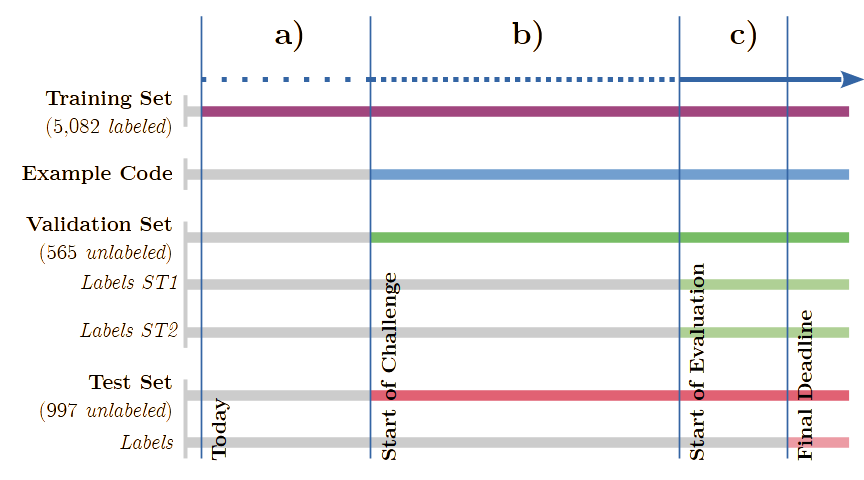 a)
b)
c)
Training Set
(5,082 labeled)
Example Code
Validation Set
(565 unlabeled)
Labels ST1
Labels ST2
Test Set
(997 unlabeled)
Labels
Today
Start of Challenge
Start of Evaluation
Final Deadline